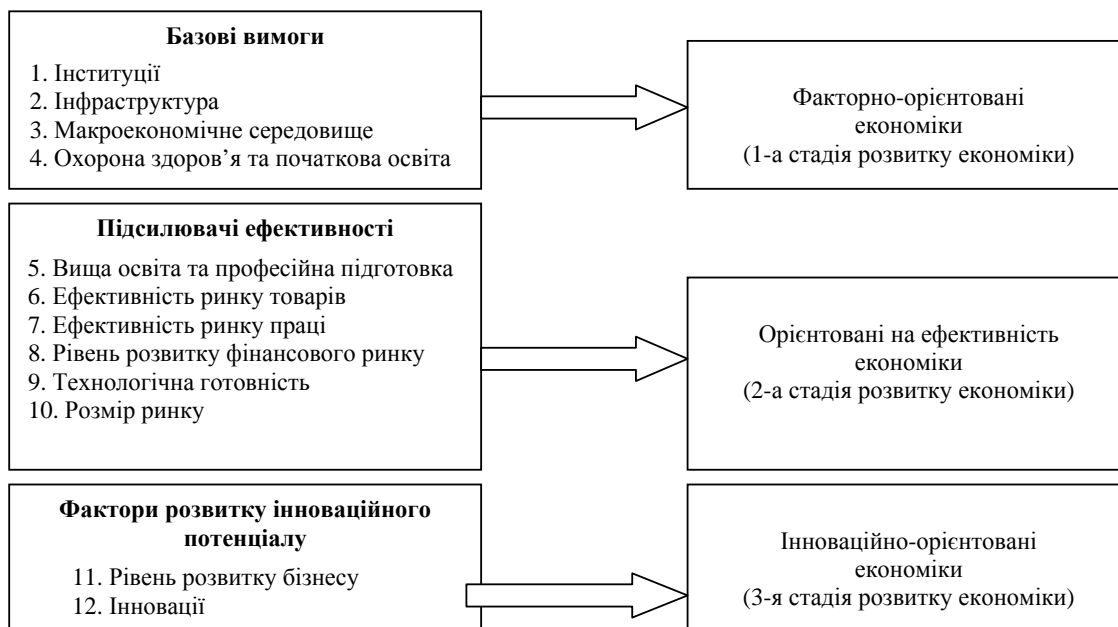 Базові вимоги
1. Інституції
2. Інфраструктура
3. Макроекономічне середовище
4. Охорона здоров’я та початкова освіта
Факторно-орієнтовані
економіки
(1-а стадія розвитку економіки)
Підсилювачі ефективності
5. Вища освіта та професійна підготовка
6. Ефективність ринку товарів
7. Ефективність ринку праці
8. Рівень розвитку фінансового ринку
9. Технологічна готовність
10. Розмір ринку
Орієнтовані на ефективність
економіки
(2-а стадія розвитку економіки)
Фактори розвитку інноваційного
потенціалу
11. Рівень розвитку бізнесу
12. Інновації
Інноваційно-орієнтовані
економіки
(3-я стадія розвитку економіки)